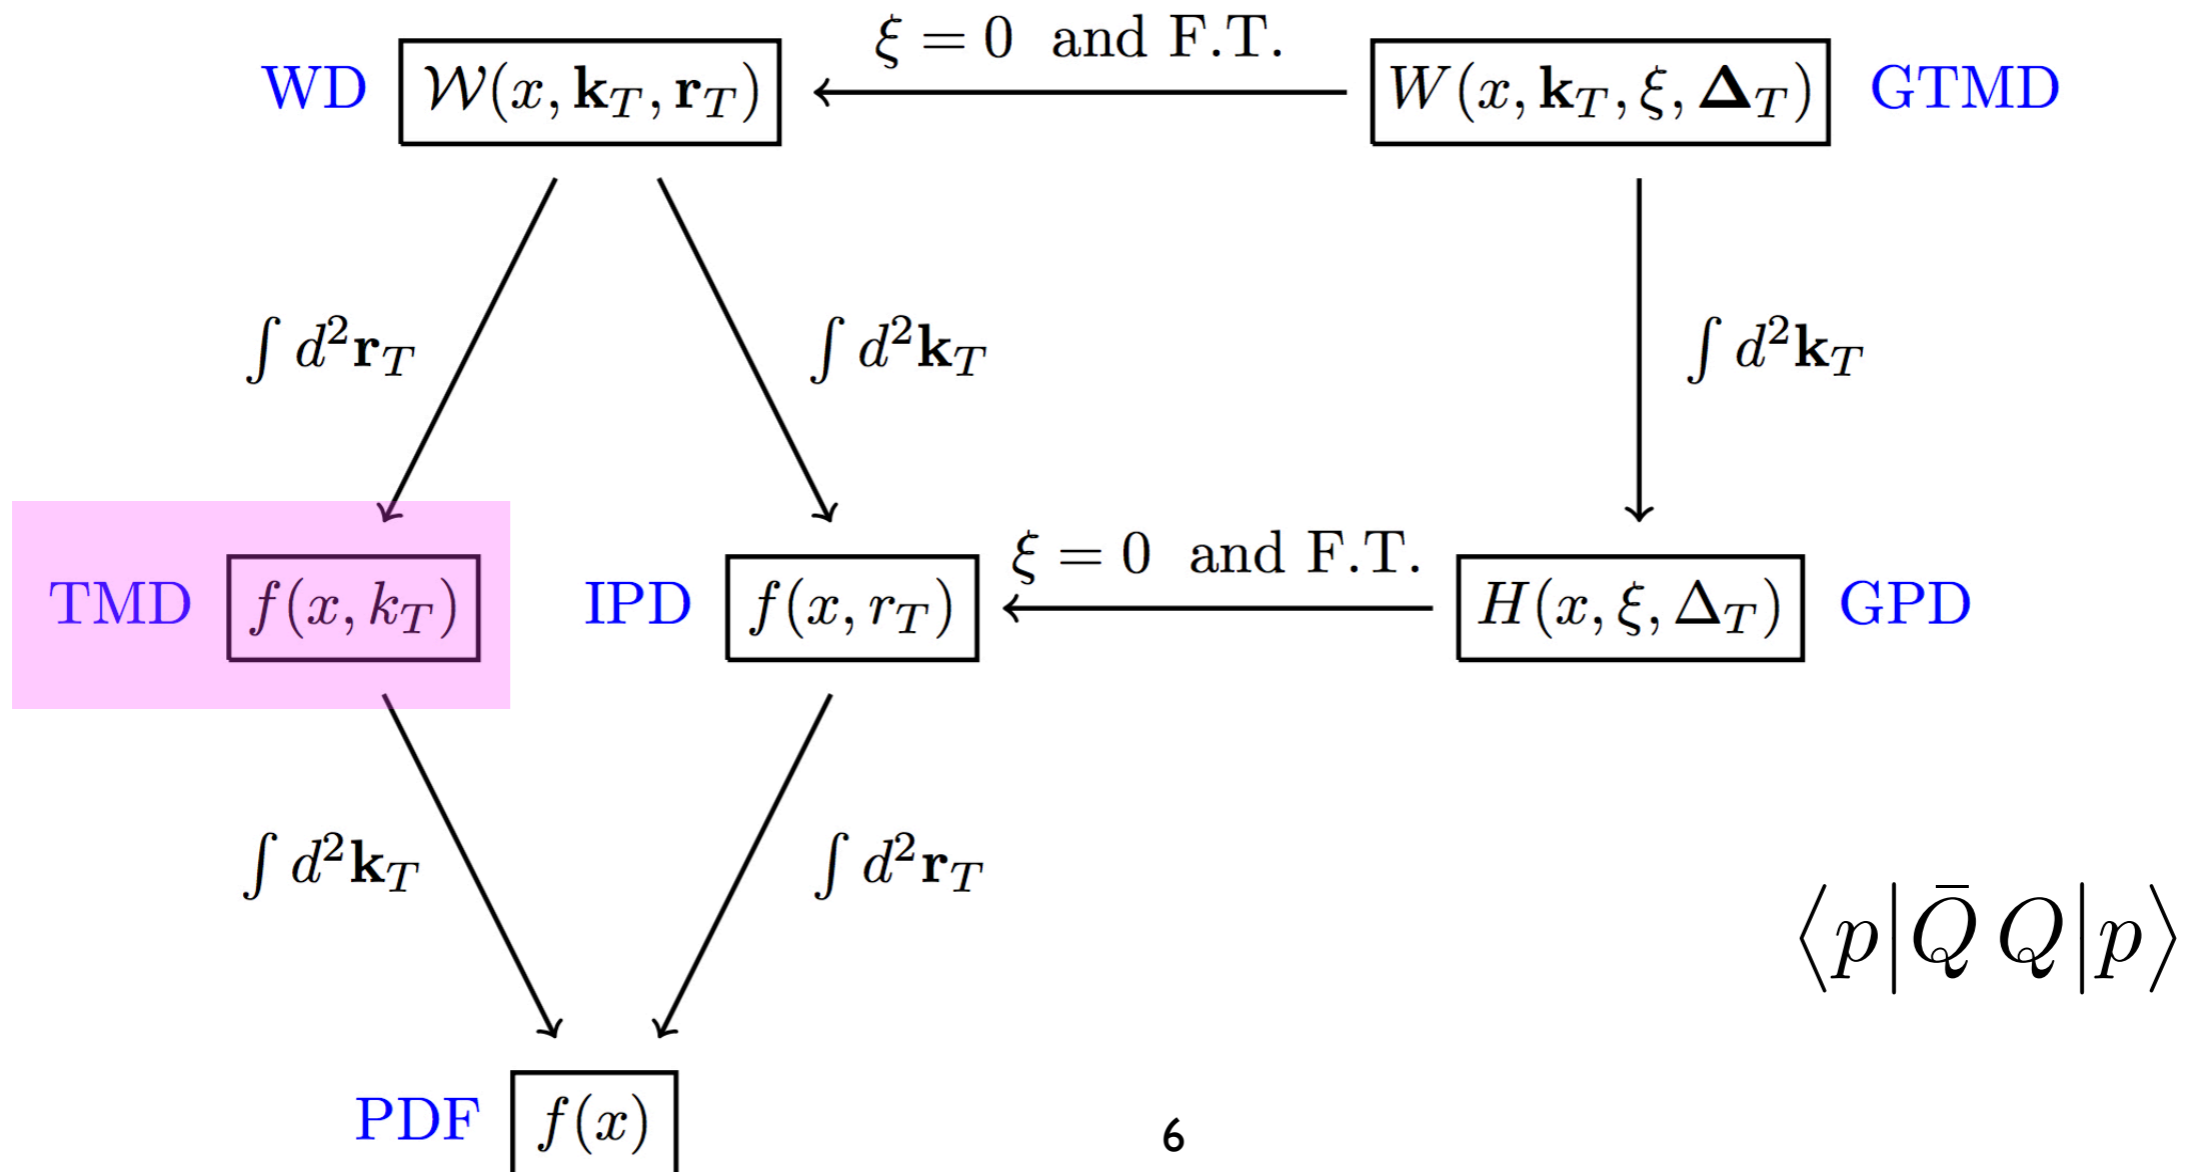 ξ = 0 and F.T.
WD 𝒲(x, 𝐤_T, 𝐫_T)
W(x, 𝐤_T, ξ, 𝚫_T) GTMD
∫ d²𝐫_T
∫ d²𝐤_T
∫ d²𝐤_T
ξ = 0 and F.T.
TMD f(x, k_T)
IPD f(x, r_T)
H(x, ξ, Δ_T) GPD
∫ d²𝐤_T
∫ d²𝐫_T
⟨p|Q̄ Q|p⟩
PDF f(x)
6